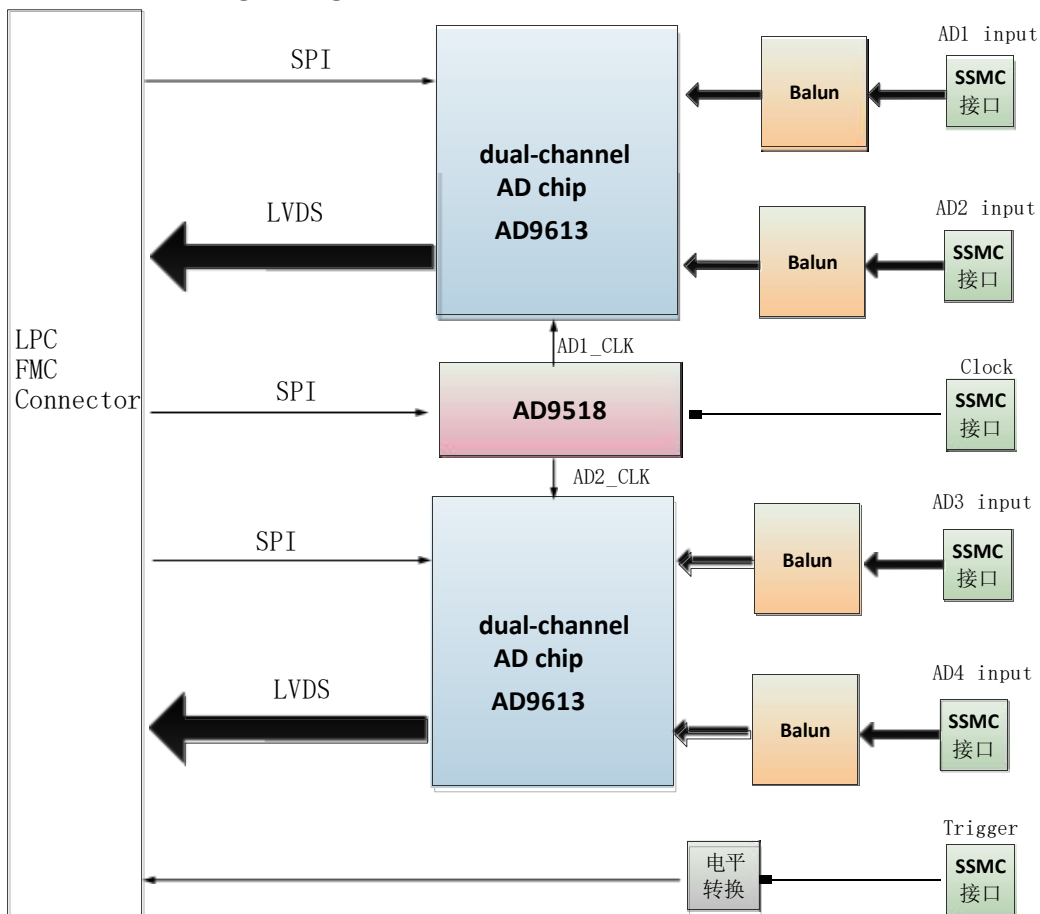 AD1 input
SPI
SSMC
接口
Balun
dual-channel
AD chip
AD9613
LVDS
AD2 input
SSMC
接口
Balun
AD1_CLK
LPC
FMC
Connector
SPI
AD9518
Clock
SSMC
接口
AD2_CLK
AD3 input
SPI
Balun
SSMC
接口
dual-channel
AD chip
AD9613
LVDS
AD4 input
Balun
SSMC
接口
Trigger
电平
转换
SSMC
接口